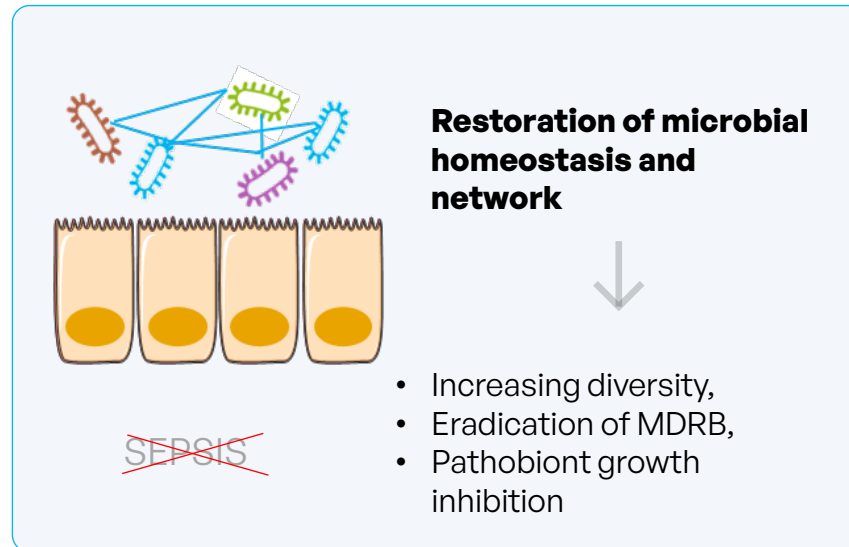 Restoration of microbial
homeostasis and
network
• Increasing diversity,
• Eradication of MDRB,
• Pathobiont growth
inhibition
SEPSIS